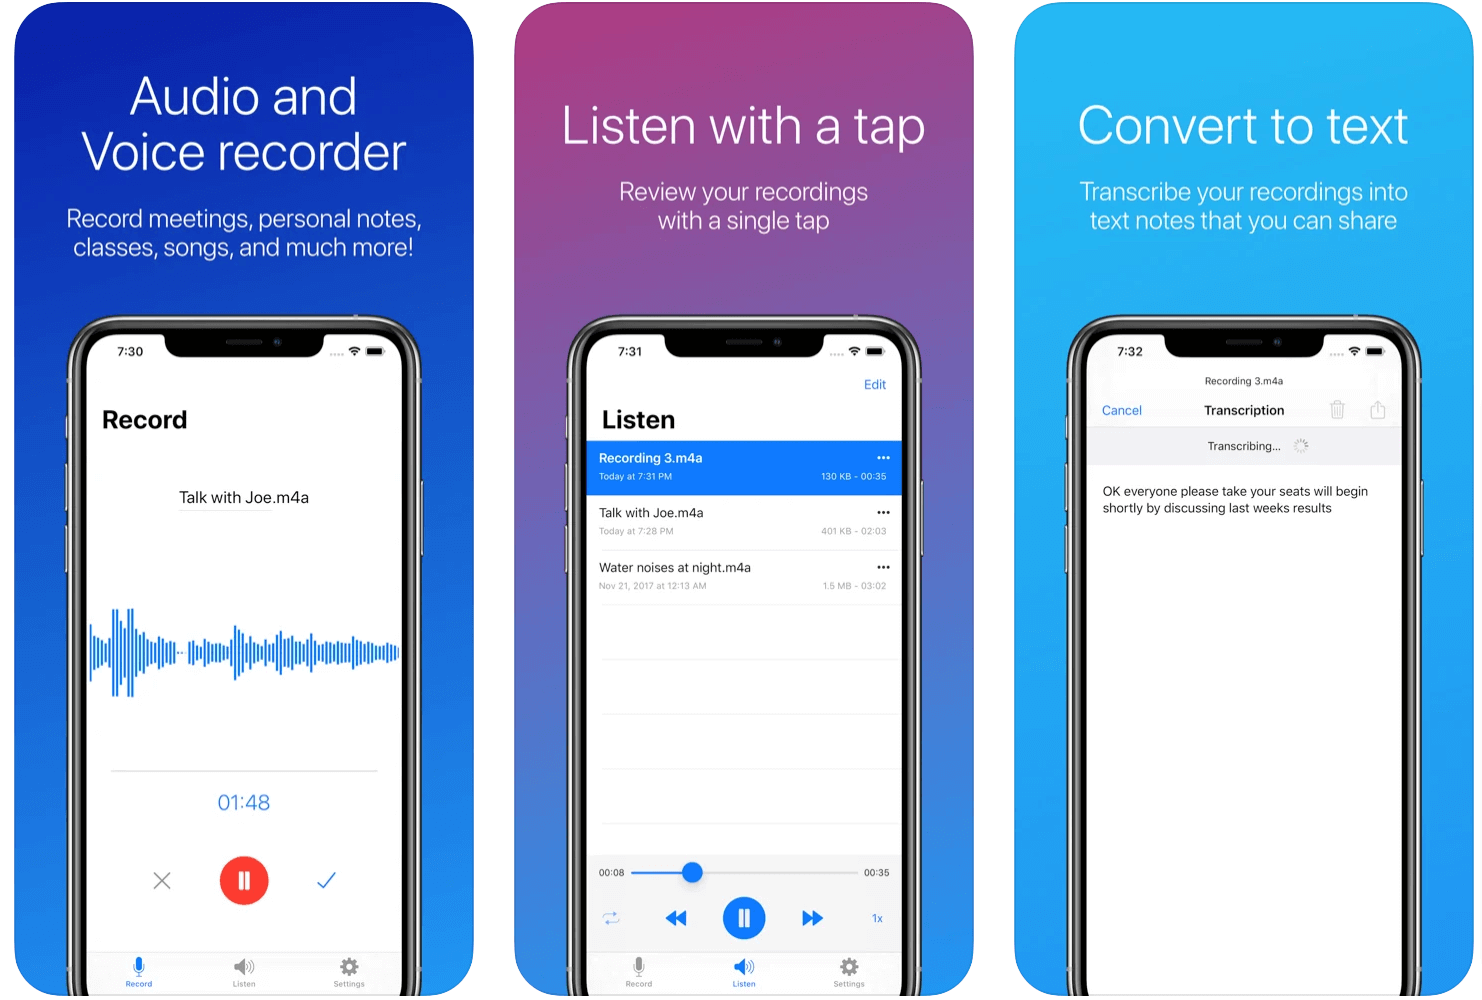 Audio and
Voice recorder
Record meetings, personal notes,
classes, songs, and much more!
7:30
Record
Talk with Joe.m4a
01:48
Record
Listen
Settings
Listen with a tap
Review your recordings
with a single tap
7:31
Edit
Listen
Recording 3.m4a
Today at 7:31 PM 130 KB - 00:35
Talk with Joe.m4a
Today at 7:28 PM 401 KB - 02:03
Water noises at night.m4a
Nov 21, 2017 at 12:13 AM 1.5 MB - 03:02
00:08 00:35
1x
Record
Listen
Settings
Convert to text
Transcribe your recordings into
text notes that you can share
7:32
Recording 3.m4a
Cancel Transcription
Transcribing...
OK everyone please take your seats will begin
shortly by discussing last weeks results